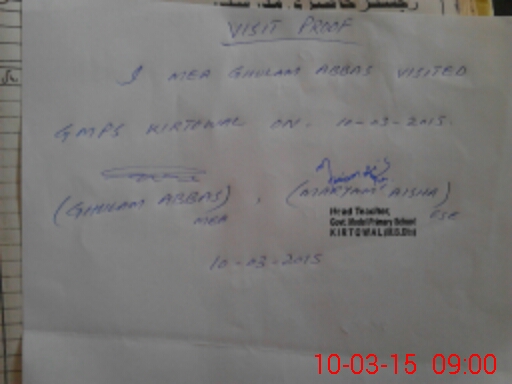 VISIT PROOF
I MEA GHULAM ABBAS VISITED
GMPS KIRTOWAL ON. 10-03-2015.
(GHULAM ABBAS), (MARYAM AISHA)
MEA ESE
Head Teacher,
Govt. Model Primary School
KIRTOWAL
10-03-2015
10-03-15 09:00